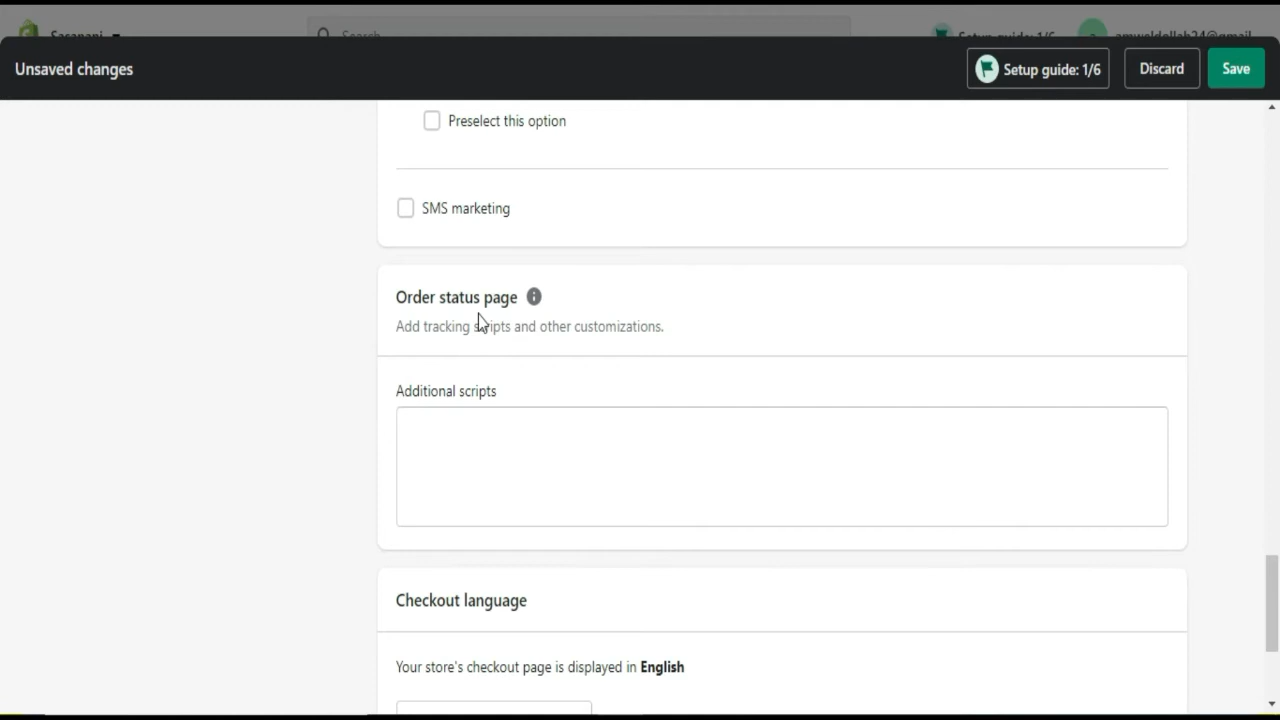 Search
Unsaved changes
Setup guide: 1/6
Discard
Save
Preselect this option
SMS marketing
Order status page
Add tracking scripts and other customizations.
Additional scripts
Checkout language
Your store's checkout page is displayed in English